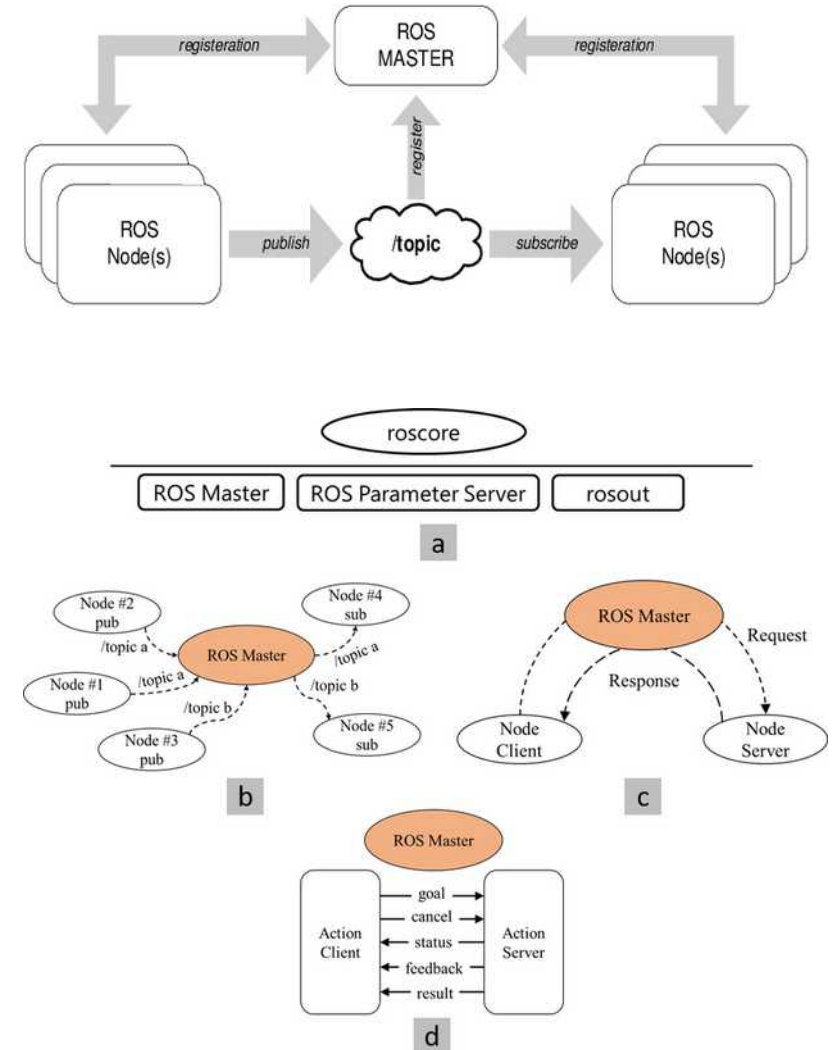 registeration
ROS
MASTER
registeration
register
ROS
Node(s)
publish
/topic
subscribe
ROS
Node(s)
roscore
ROS Master
ROS Parameter Server
rosout
a
Node #2
pub
/topic a
Node #1
pub
/topic a
Node #3
pub
/topic b
ROS Master
Node #4
sub
/topic a
/topic b
Node #5
sub
b
ROS Master
Request
Response
Node
Client
Node
Server
c
ROS Master
Action
Client
goal
cancel
status
feedback
result
Action
Server
d